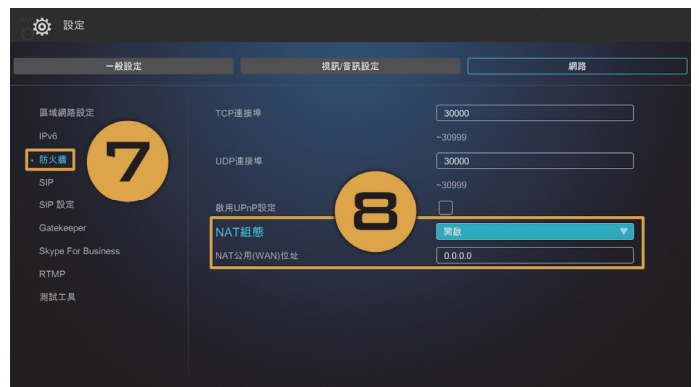 設定
一般設定 視訊/音訊設定 網路
區域網路設定 TCP連接埠 30000
IPv6 ~30999
防火牆 7 UDP連接埠 30000
SIP ~30999
SIP 設定 啟用UPnP設定
8
Gatekeeper NAT組態 開啟
Skype For Business NAT公用(WAN)位址 0.0.0.0
RTMP
測試工具